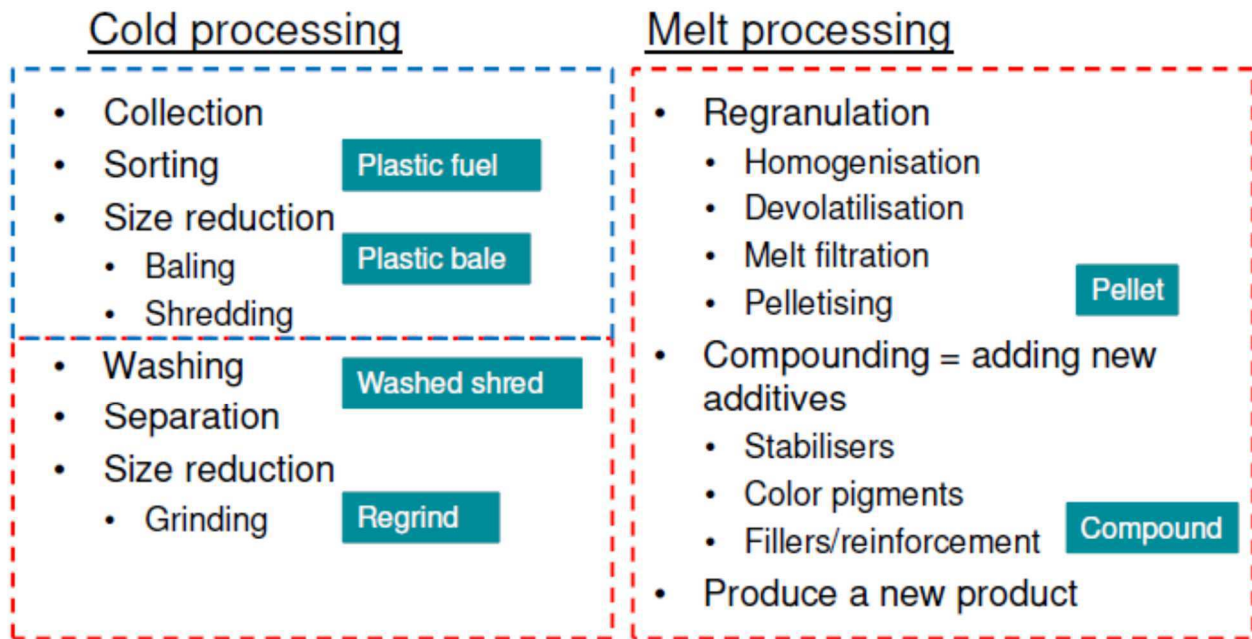 Cold processing
• Collection
• Sorting
Plastic fuel
• Size reduction
• Baling
Plastic bale
• Shredding
• Washing
Washed shred
• Separation
• Size reduction
• Grinding
Regrind
Melt processing
• Regranulation
• Homogenisation
• Devolatilisation
• Melt filtration
• Pelletising
Pellet
• Compounding = adding new
additives
• Stabilisers
• Color pigments
• Fillers/reinforcement
Compound
• Produce a new product